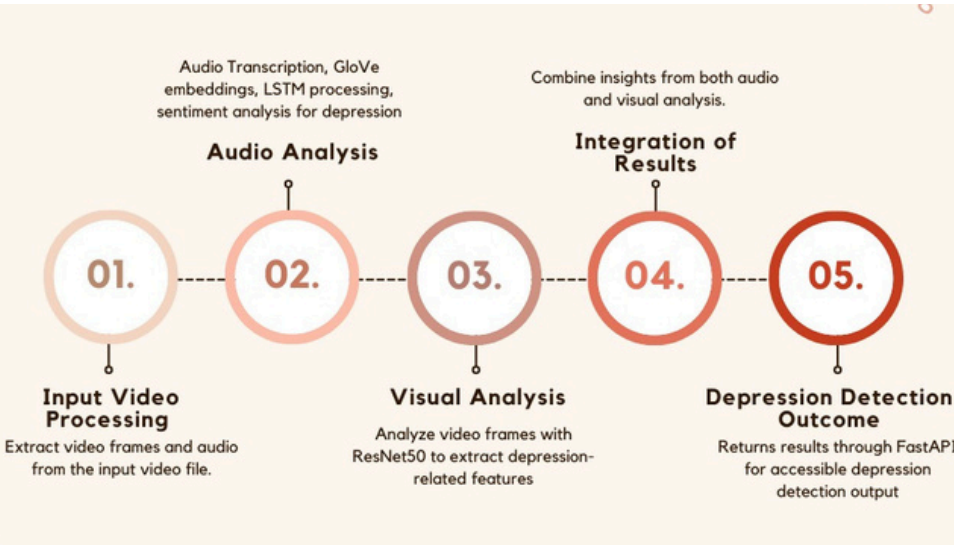 01.
Input Video
Processing
Extract video frames and audio
from the input video file.
Audio Transcription, GloVe
embeddings, LSTM processing,
sentiment analysis for depression
Audio Analysis
02.
03.
Visual Analysis
Analyze video frames with
ResNet50 to extract depression-
related features
Combine insights from both audio
and visual analysis.
Integration of
Results
04.
05.
Depression Detection
Outcome
Returns results through FastAPI
for accessible depression
detection output